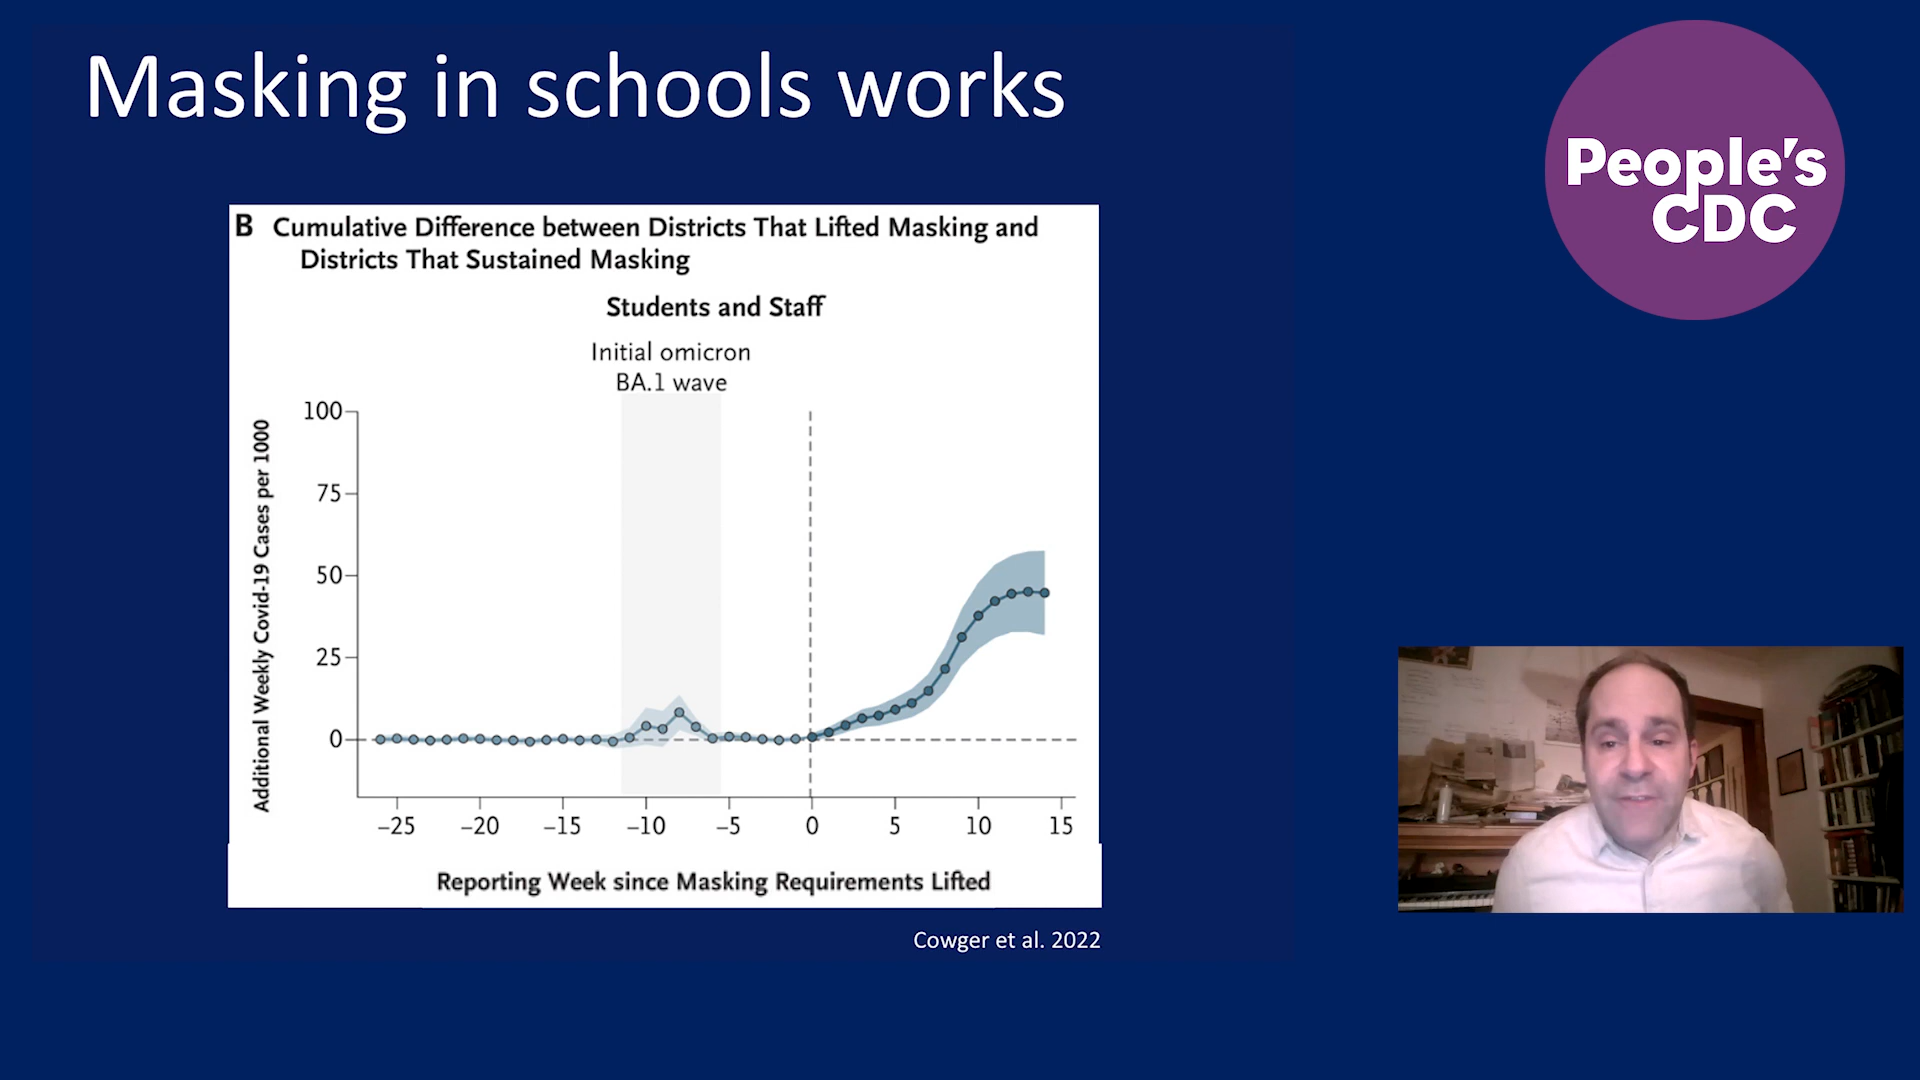 Masking in schools works
People's
CDC
B Cumulative Difference between Districts That Lifted Masking and
Districts That Sustained Masking
Students and Staff
Initial omicron
BA.1 wave
Additional Weekly Covid-19 Cases per 1000
100
75
50
25
0
−25 −20 −15 −10 −5 0 5 10 15
Reporting Week since Masking Requirements Lifted
Cowger et al. 2022